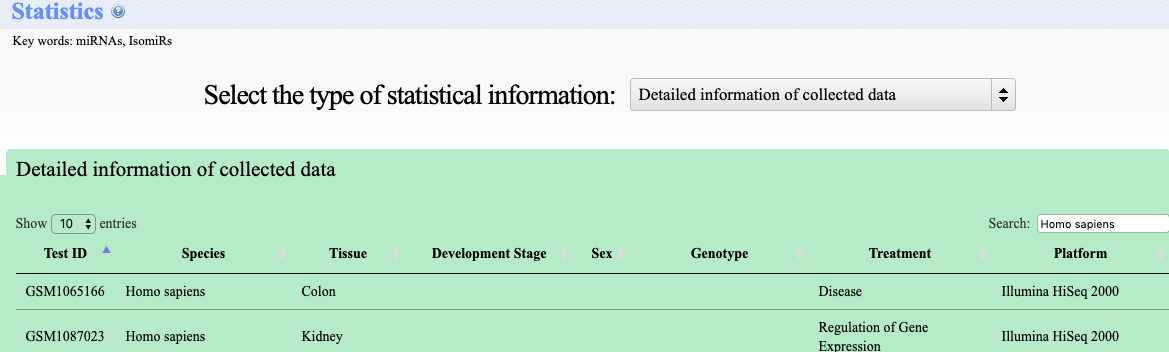 Statistics
Key words: miRNAs, IsomiRs
Select the type of statistical information: Detailed information of collected data
Detailed information of collected data
Show 10 entries Search: Homo sapiens
Test ID Species Tissue Development Stage Sex Genotype Treatment Platform
GSM1065166 Homo sapiens Colon Disease Illumina HiSeq 2000
GSM1087023 Homo sapiens Kidney Regulation of Gene Expression Illumina HiSeq 2000